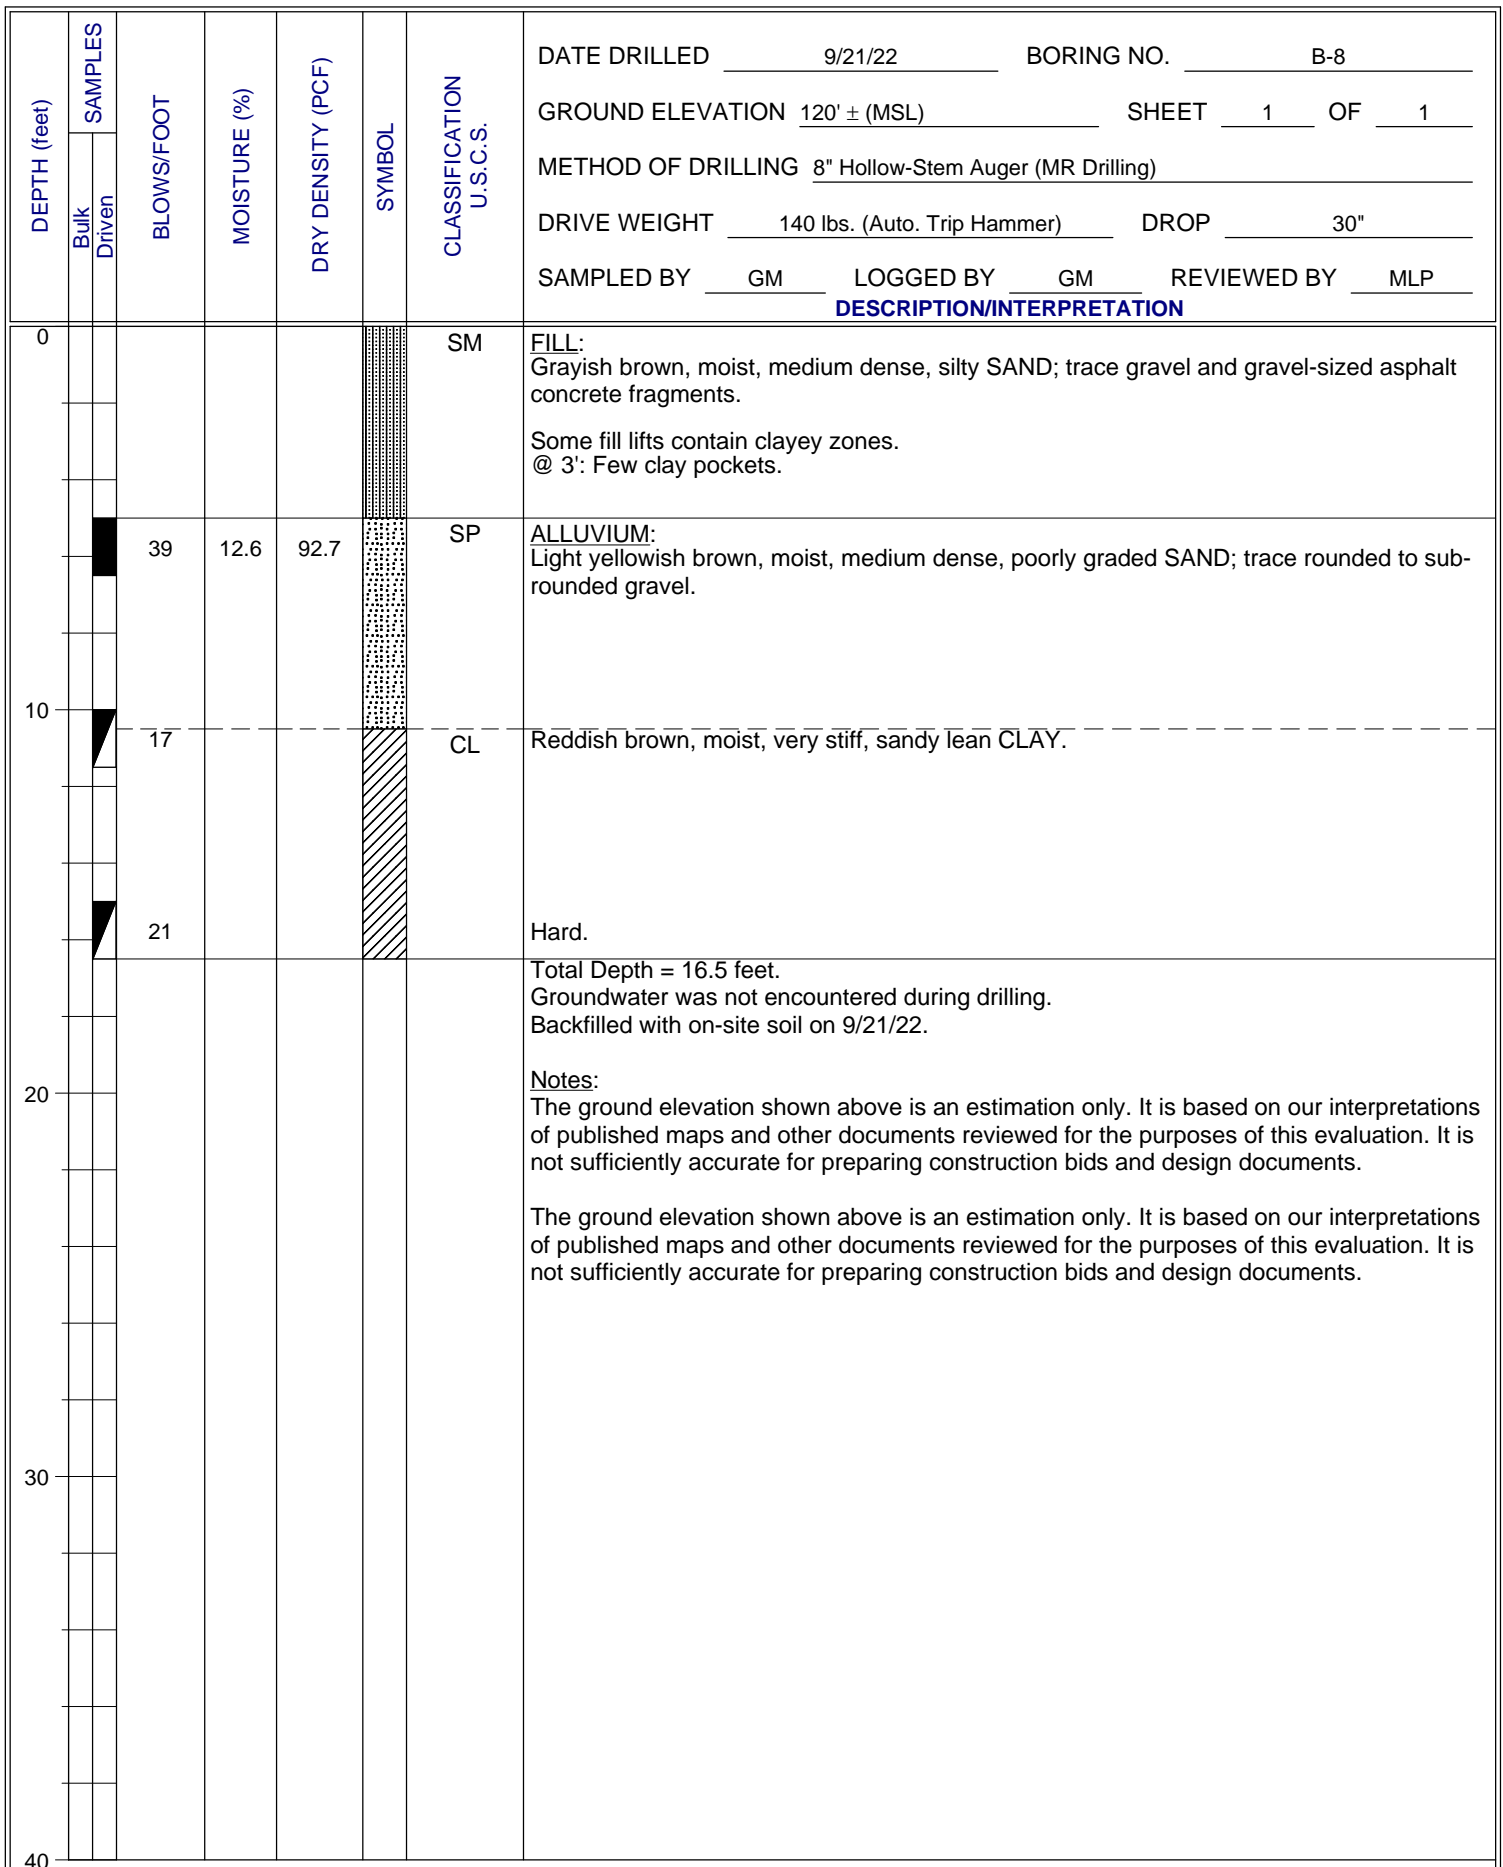 DEPTH (feet)
SAMPLES
Bulk
Driven
BLOWS/FOOT
MOISTURE (%)
DRY DENSITY (PCF)
SYMBOL
CLASSIFICATION
U.S.C.S.
DATE DRILLED 9/21/22 BORING NO. B-8
GROUND ELEVATION 120' ± (MSL) SHEET 1 OF 1
METHOD OF DRILLING 8" Hollow-Stem Auger (MR Drilling)
DRIVE WEIGHT 140 lbs. (Auto. Trip Hammer) DROP 30"
SAMPLED BY GM LOGGED BY GM REVIEWED BY MLP
DESCRIPTION/INTERPRETATION
0 SM FILL:
Grayish brown, moist, medium dense, silty SAND; trace gravel and gravel-sized asphalt
concrete fragments.
Some fill lifts contain clayey zones.
@ 3': Few clay pockets.
SP ALLUVIUM:
39 12.6 92.7 Light yellowish brown, moist, medium dense, poorly graded SAND; trace rounded to sub-
rounded gravel.
10
17 CL Reddish brown, moist, very stiff, sandy lean CLAY.
21 Hard.
Total Depth = 16.5 feet.
Groundwater was not encountered during drilling.
Backfilled with on-site soil on 9/21/22.
Notes:
20
The ground elevation shown above is an estimation only. It is based on our interpretations
of published maps and other documents reviewed for the purposes of this evaluation. It is
not sufficiently accurate for preparing construction bids and design documents.
The ground elevation shown above is an estimation only. It is based on our interpretations
of published maps and other documents reviewed for the purposes of this evaluation. It is
not sufficiently accurate for preparing construction bids and design documents.
30
40